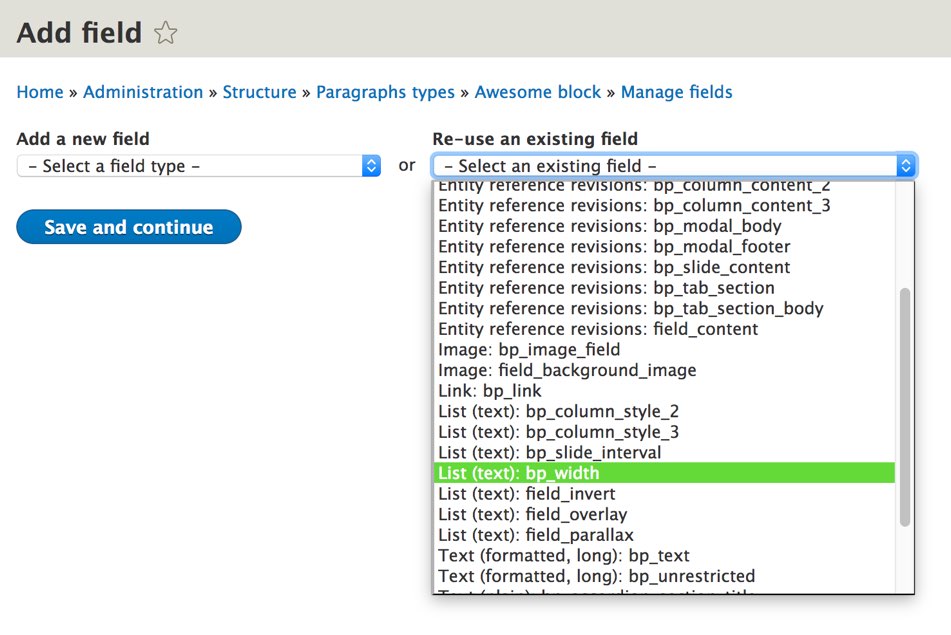 Add field
Home » Administration » Structure » Paragraphs types » Awesome block » Manage fields
Add a new field
– Select a field type –
or
Re-use an existing field
– Select an existing field –
Save and continue
Entity reference revisions: bp_column_content_2
Entity reference revisions: bp_column_content_3
Entity reference revisions: bp_modal_body
Entity reference revisions: bp_modal_footer
Entity reference revisions: bp_slide_content
Entity reference revisions: bp_tab_section
Entity reference revisions: bp_tab_section_body
Entity reference revisions: field_content
Image: bp_image_field
Image: field_background_image
Link: bp_link
List (text): bp_column_style_2
List (text): bp_column_style_3
List (text): bp_slide_interval
List (text): bp_width
List (text): field_invert
List (text): field_overlay
List (text): field_parallax
Text (formatted, long): bp_text
Text (formatted, long): bp_unrestricted